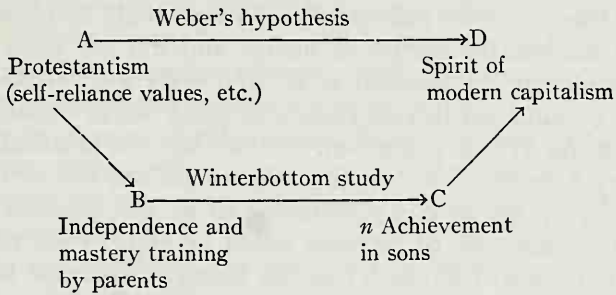 Weber's hypothesis
A D
Protestantism Spirit of
(self-reliance values, etc.) modern capitalism
Winterbottom study
B C
Independence and n Achievement
mastery training in sons
by parents